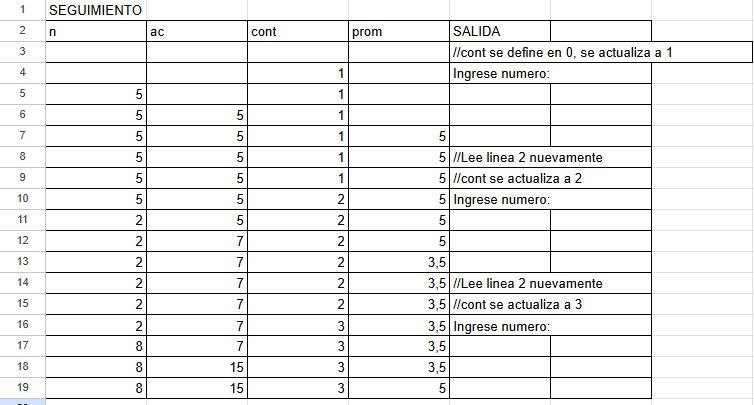 1 SEGUIMIENTO
2 n ac cont prom SALIDA
3 //cont se define en 0, se actualiza a 1
4 1 Ingrese numero:
5 5 1
6 5 5 1
7 5 5 1 5
8 5 5 1 5 //Lee linea 2 nuevamente
9 5 5 1 5 //cont se actualiza a 2
10 5 5 2 5 Ingrese numero:
11 2 5 2 5
12 2 7 2 5
13 2 7 2 3,5
14 2 7 2 3,5 //Lee linea 2 nuevamente
15 2 7 2 3,5 //cont se actualiza a 3
16 2 7 3 3,5 Ingrese numero:
17 8 7 3 3,5
18 8 15 3 3,5
19 8 15 3 5